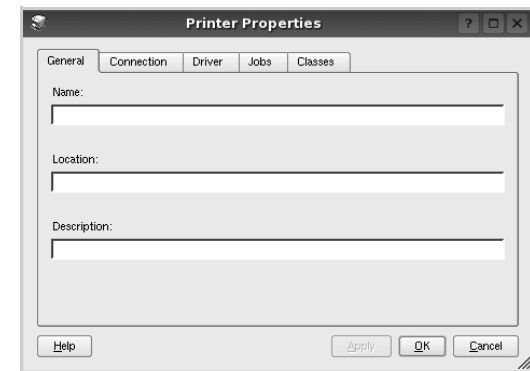 Printer Properties
?
General Connection Driver Jobs Classes
Name:
Location:
Description:
Help Apply OK Cancel